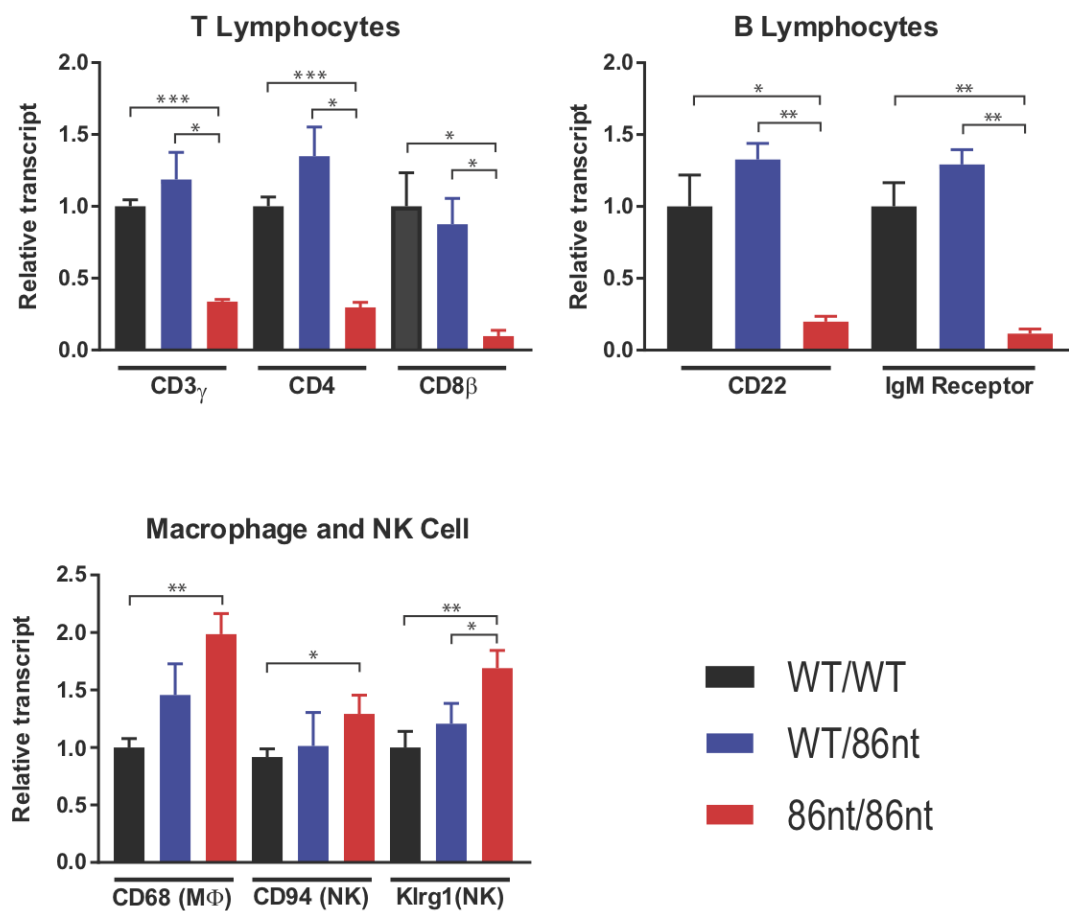 T Lymphocytes
Relative transcript
2.0
1.5
1.0
0.5
0.0
***
*
***
*
*
*
CD3γ
CD4
CD8β
B Lymphocytes
Relative transcript
2.0
1.5
1.0
0.5
0.0
*
**
**
**
CD22
IgM Receptor
Macrophage and NK Cell
Relative transcript
2.5
2.0
1.5
1.0
0.5
0.0
**
*
**
*
CD68 (MΦ)
CD94 (NK)
Klrg1(NK)
WT/WT
WT/86nt
86nt/86nt